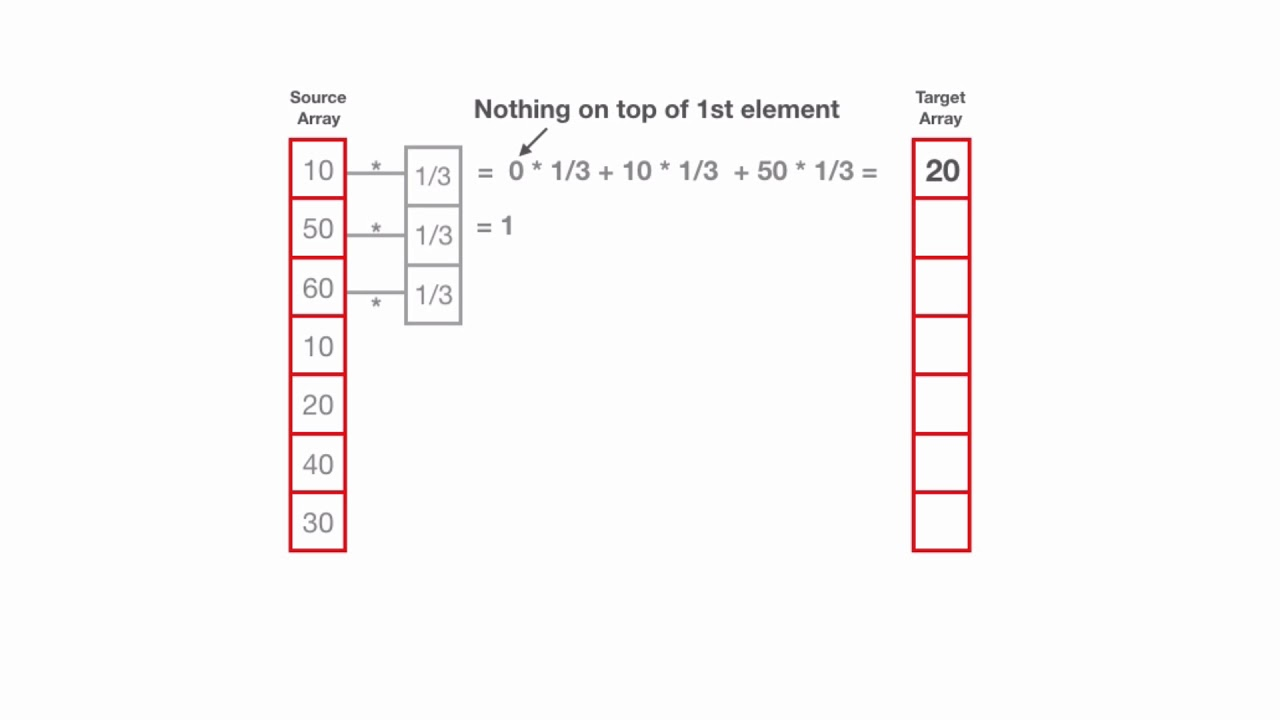 Source
Array
Nothing on top of 1st element
Target
Array
10 * 1/3 = 0 * 1/3 + 10 * 1/3 + 50 * 1/3 = 20
50 * 1/3 = 1
60 * 1/3
10
20
40
30